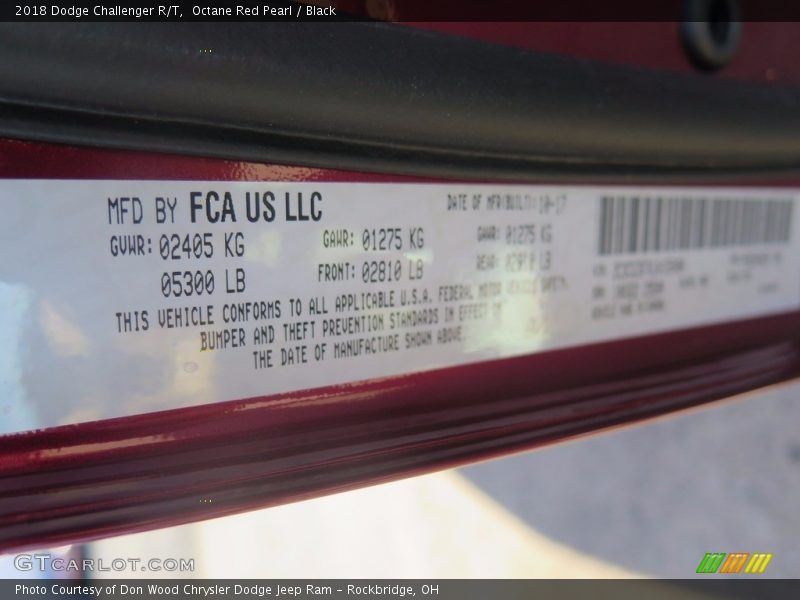 2018 Dodge Challenger R/T, Octane Red Pearl / Black
MFD BY FCA US LLC DATE OF MFR/BUILT: 10-17
GVWR: 02405 KG GAWR: 01275 KG GAWR: 01275 KG
05300 LB FRONT: 02810 LB REAR: LB
THIS VEHICLE CONFORMS TO ALL APPLICABLE U.S.A. FEDERAL MOTOR VEHICLE SAFETY,
BUMPER AND THEFT PREVENTION STANDARDS IN EFFECT ON
THE DATE OF MANUFACTURE SHOWN ABOVE.
GTCARLOT.COM
Photo Courtesy of Don Wood Chrysler Dodge Jeep Ram – Rockbridge, OH